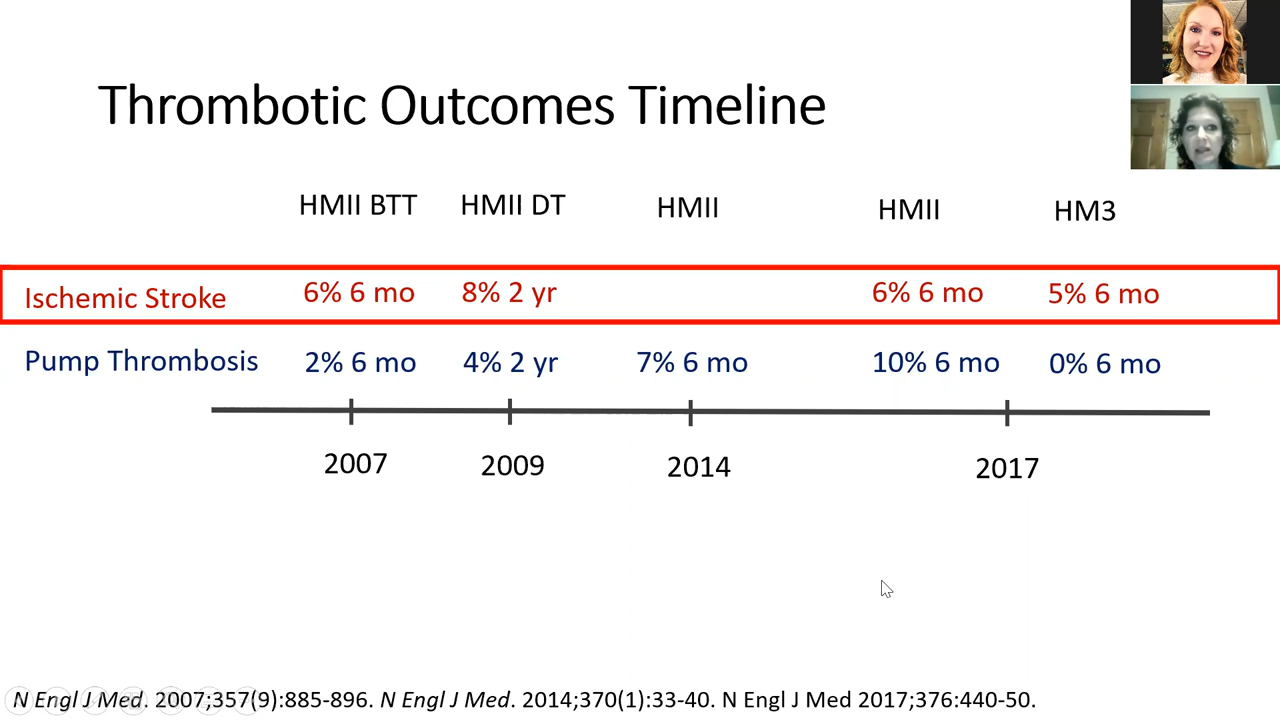 Thrombotic Outcomes Timeline
HMII BTT HMII DT HMII HMII HM3
Ischemic Stroke 6% 6 mo 8% 2 yr 6% 6 mo 5% 6 mo
Pump Thrombosis 2% 6 mo 4% 2 yr 7% 6 mo 10% 6 mo 0% 6 mo
2007 2009 2014 2017
N Engl J Med. 2007;357(9):885-896. N Engl J Med. 2014;370(1):33-40. N Engl J Med 2017;376:440-50.